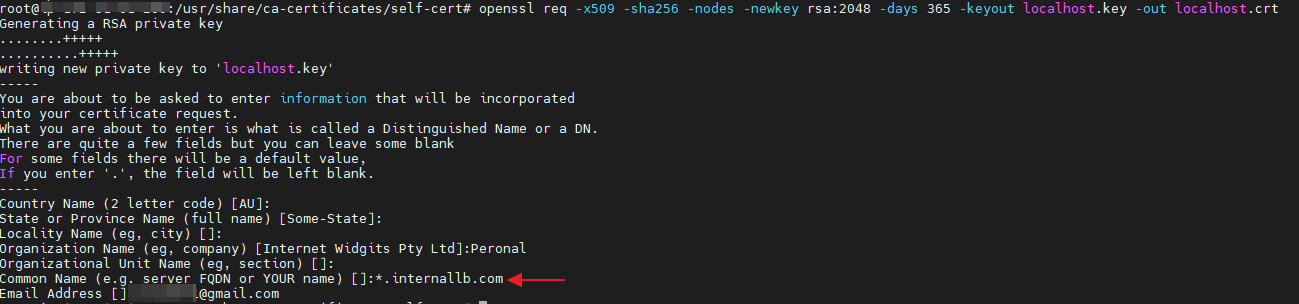 root@:/usr/share/ca-certificates/self-cert# openssl req -x509 -sha256 -nodes -newkey rsa:2048 -days 365 -keyout localhost.key -out localhost.crt
Generating a RSA private key
........+++++
..........+++++
writing new private key to 'localhost.key'
-----
You are about to be asked to enter information that will be incorporated
into your certificate request.
What you are about to enter is what is called a Distinguished Name or a DN.
There are quite a few fields but you can leave some blank
For some fields there will be a default value,
If you enter '.', the field will be left blank.
-----
Country Name (2 letter code) [AU]:
State or Province Name (full name) [Some-State]:
Locality Name (eg, city) []:
Organization Name (eg, company) [Internet Widgits Pty Ltd]:Peronal
Organizational Unit Name (eg, section) []:
Common Name (e.g. server FQDN or YOUR name) []:*.internallb.com
Email Address []@gmail.com